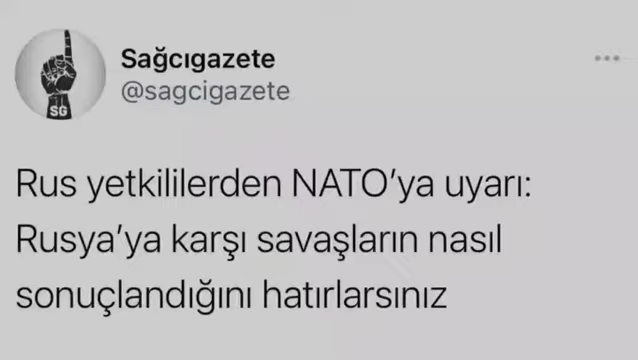 Sağcıgazete
@sagcigazete
SG
Rus yetkililerden NATO’ya uyarı:
Rusya’ya karşı savaşların nasıl
sonuçlandığını hatırlarsınız